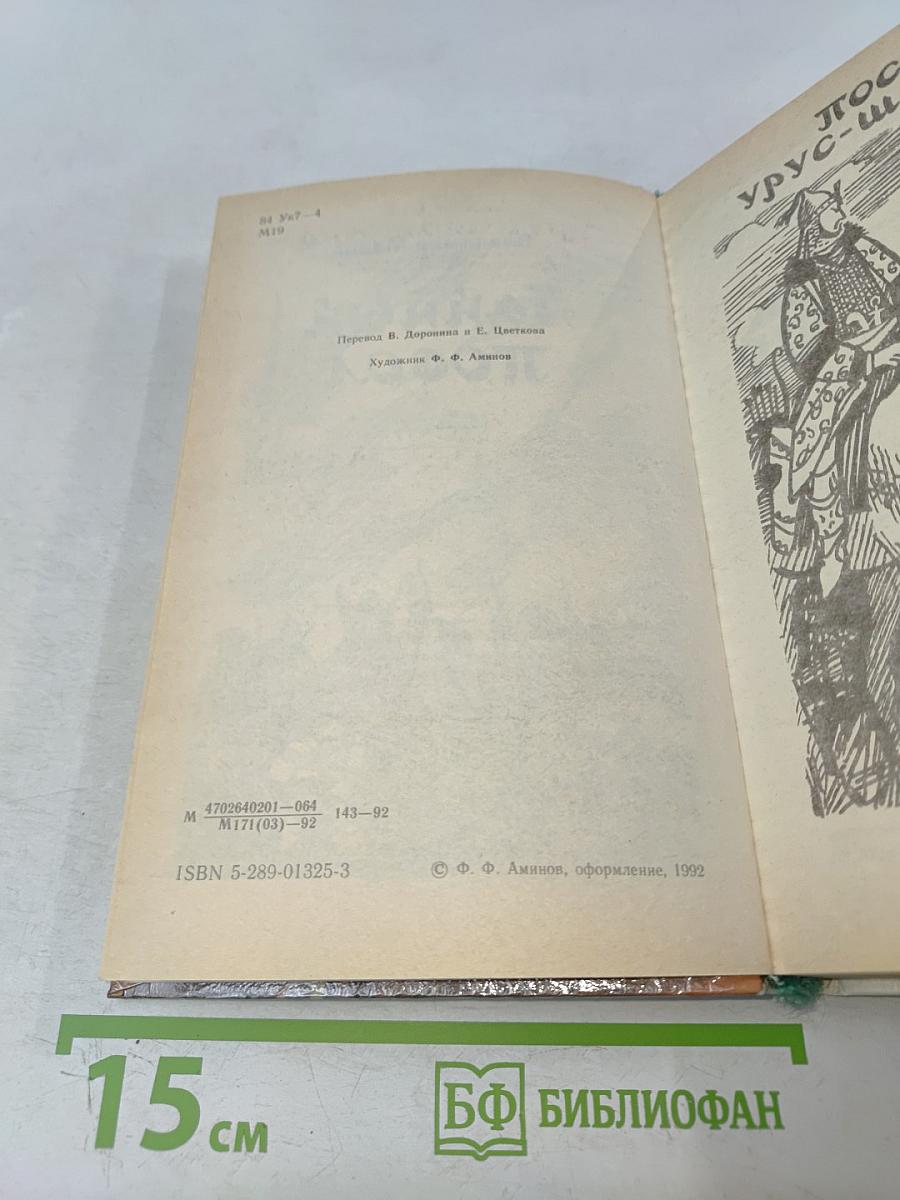 84 Ук7—4
М19
Перевод В. Доронина и Е. Цветкова
Художник Ф. Ф. Аминов
М 4702640201—064 143—92
М171(03)—92
ISBN 5-289-01325-3 © Ф. Ф. Аминов, оформление, 1992
ПОС
УРУС-Ш
15 см
БФ БИБЛИОФАН